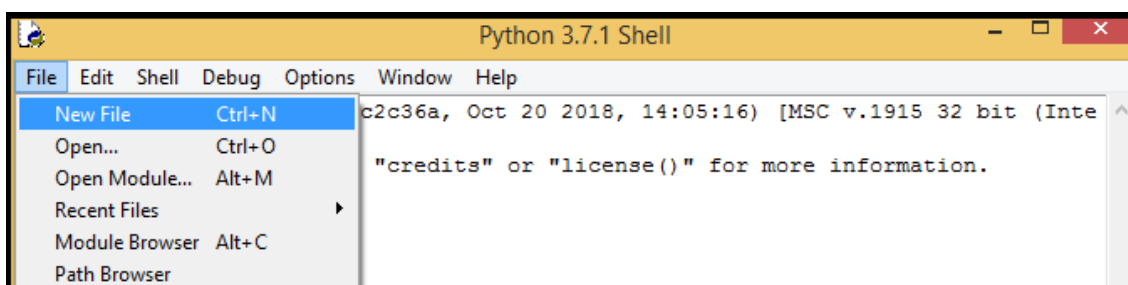 Python 3.7.1 Shell
File Edit Shell Debug Options Window Help
New File Ctrl+N
c2c36a, Oct 20 2018, 14:05:16) [MSC v.1915 32 bit (Inte
Open... Ctrl+O
"credits" or "license()" for more information.
Open Module... Alt+M
Recent Files
Module Browser Alt+C
Path Browser